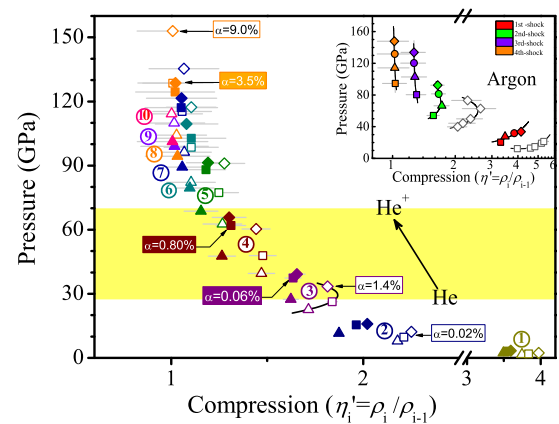 Pressure (GPa)
150
120
90
60
30
0
1
2
3
4
Compression (ηi'=ρi/ρi-1)
α=9.0%
α=3.5%
α=0.80%
α=0.06%
α=1.4%
α=0.02%
10
9
8
7
6
5
4
3
2
1
He+
He
Pressure (GPa)
160
120
80
40
0
1
2
3
4
5
6
Compression (η'=ρi/ρi-1)
Argon
1st -shock
2nd-shock
3rd-shock
4th-shock